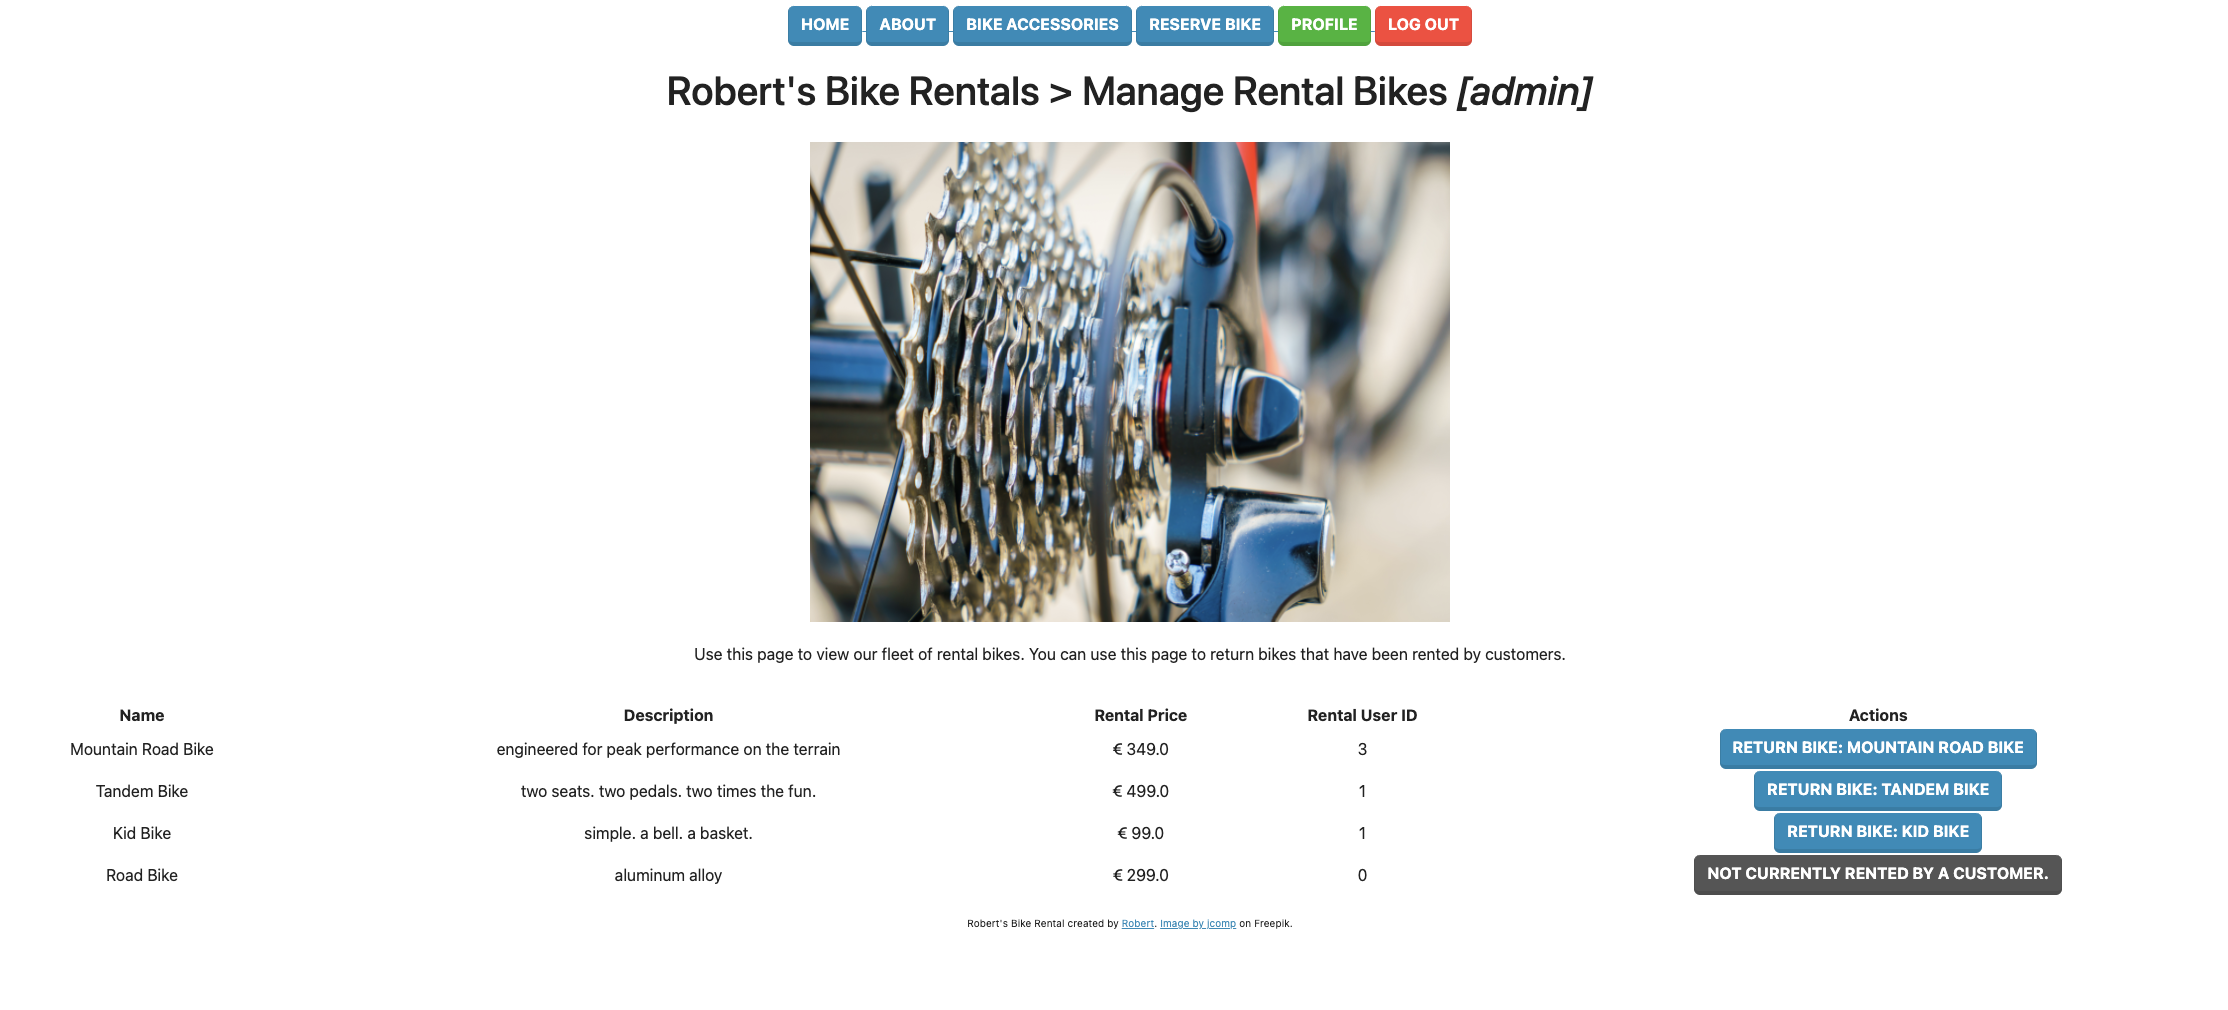 HOME ABOUT BIKE ACCESSORIES RESERVE BIKE PROFILE LOG OUT
Robert's Bike Rentals > Manage Rental Bikes [admin]
Use this page to view our fleet of rental bikes. You can use this page to return bikes that have been rented by customers.
Name Description Rental Price Rental User ID Actions
Mountain Road Bike engineered for peak performance on the terrain € 349.0 3 RETURN BIKE: MOUNTAIN ROAD BIKE
Tandem Bike two seats. two pedals. two times the fun. € 499.0 1 RETURN BIKE: TANDEM BIKE
Kid Bike simple. a bell. a basket. € 99.0 1 RETURN BIKE: KID BIKE
Road Bike aluminum alloy € 299.0 0 NOT CURRENTLY RENTED BY A CUSTOMER.
Robert's Bike Rental created by Robert. Image by jcomp on Freepik.